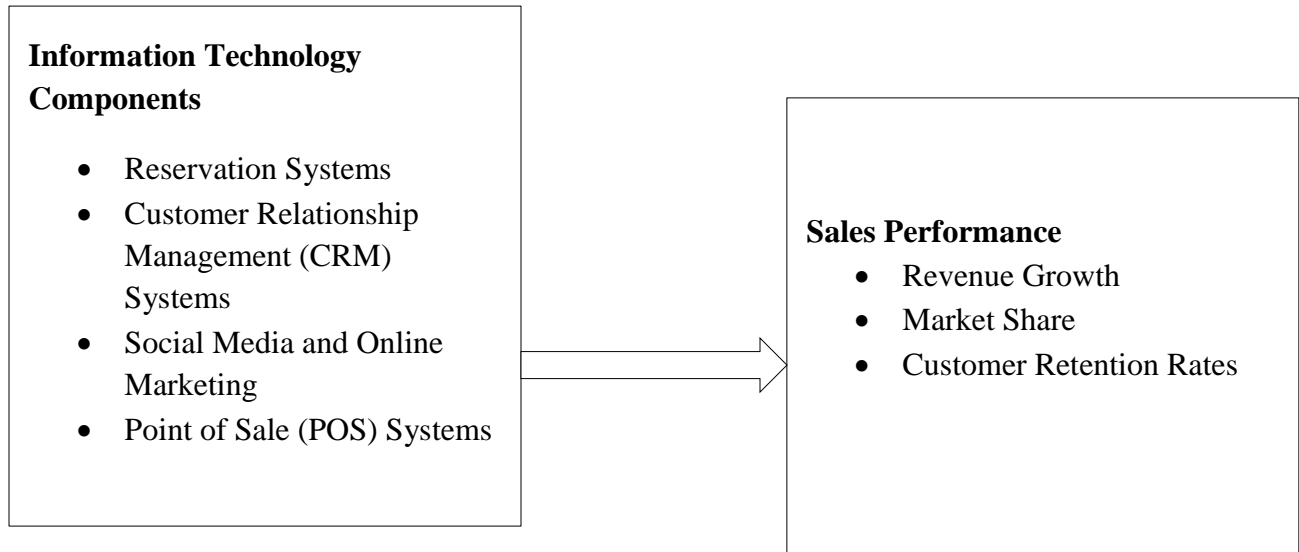 Information Technology
Components
• Reservation Systems
• Customer Relationship
Management (CRM)
Systems
• Social Media and Online
Marketing
• Point of Sale (POS) Systems
Sales Performance
• Revenue Growth
• Market Share
• Customer Retention Rates